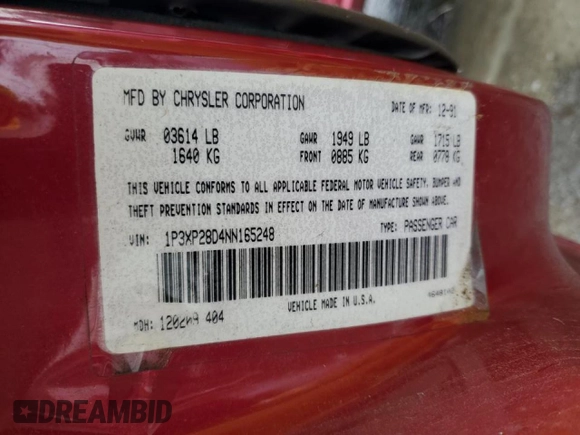 MFD BY CHRYSLER CORPORATION DATE OF MFR: 12-91
GVWR 03614 LB GAWR 1949 LB GAWR 1715 LB
1640 KG FRONT 0885 KG REAR 0778 KG
THIS VEHICLE CONFORMS TO ALL APPLICABLE FEDERAL MOTOR VEHICLE SAFETY, BUMPER AND
THEFT PREVENTION STANDARDS IN EFFECT ON THE DATE OF MANUFACTURE SHOWN ABOVE.
VIN: 1P3XP28D4NN165248 TYPE: PASSENGER CAR
VEHICLE MADE IN U.S.A.
MDH: 120209 404
DREAMBID